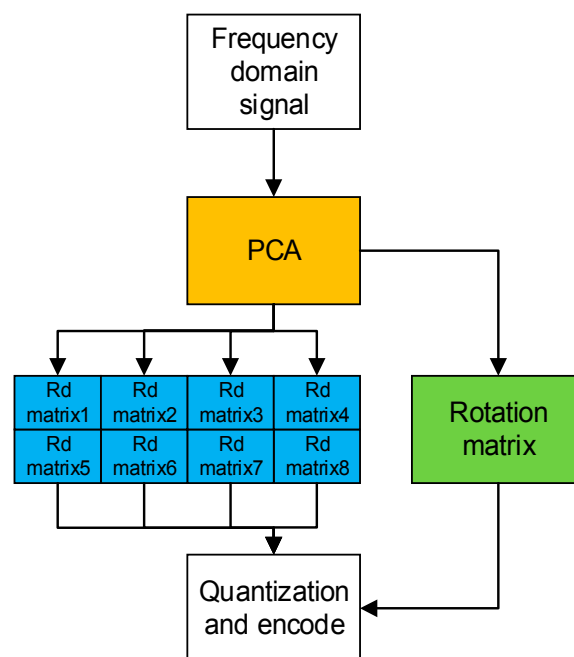 Frequency
domain
signal
PCA
Rd
matrix1
Rd
matrix2
Rd
matrix3
Rd
matrix4
Rd
matrix5
Rd
matrix6
Rd
matrix7
Rd
matrix8
Rotation
matrix
Quantization
and encode